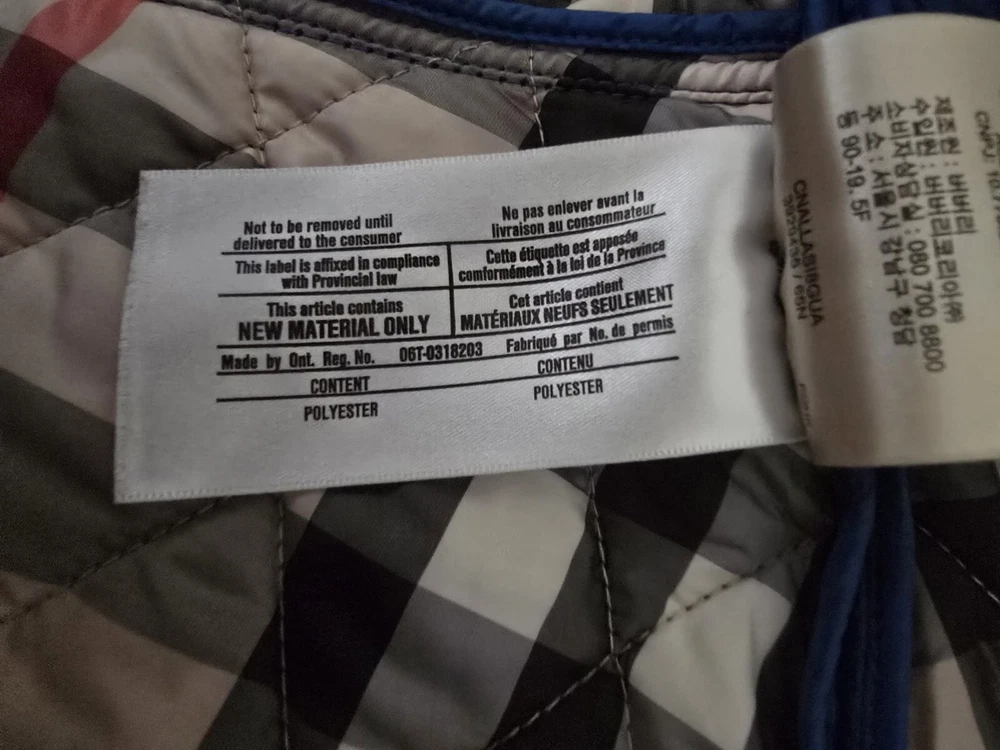 Not to be removed until
delivered to the consumer
This label is affixed in compliance
with Provincial law
This article contains
NEW MATERIAL ONLY
Ne pas enlever avant la
livraison au consommateur
Cette étiquette est apposée
comformément à la loi de la Province
Cet article contient
MATÉRIAUX NEUFS SEULEMENT
Made by Ont. Reg. No. 06T-0318203 Fabriqué par No. de permis
CONTENT
POLYESTER
CONTENU
POLYESTER
제조원 : 버버리
수입원 : 버버리코리아㈜
소비자상담실 : 080 700 8800
주 소 : 서울시 강남구 청담
동 90-19. 5F
CNALLASIBGUA